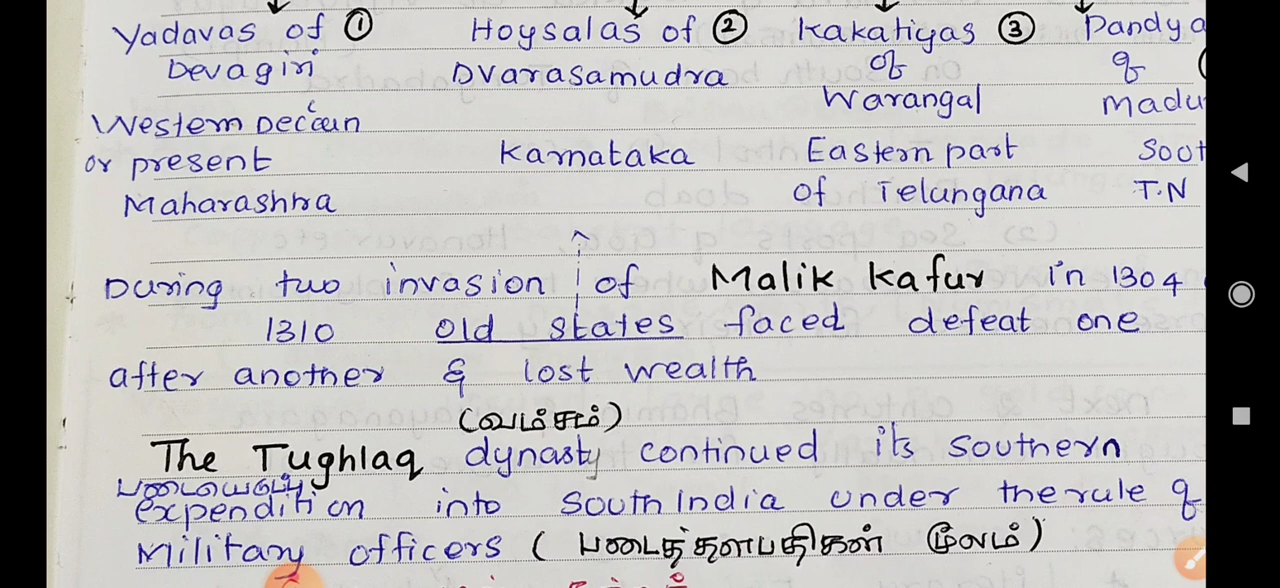 Yadavas of ① Hoysalas of ② Kakatiyas ③ Pandya
Devagiri Dvarasamudra of of
Warangal Madu
Western Deccan
or present Karnataka Eastern part Sout
Maharashtra of Telungana T.N
During two invasion of Malik Kafur in 1304
1310 old states faced defeat one
after another & lost wealth
(வம்சம்)
The Tughlaq dynasty continued its southern
படையெடுப்பு
expendition into South India under the rule of
Military officers (படைத்தளபதிகள் மூலம்)